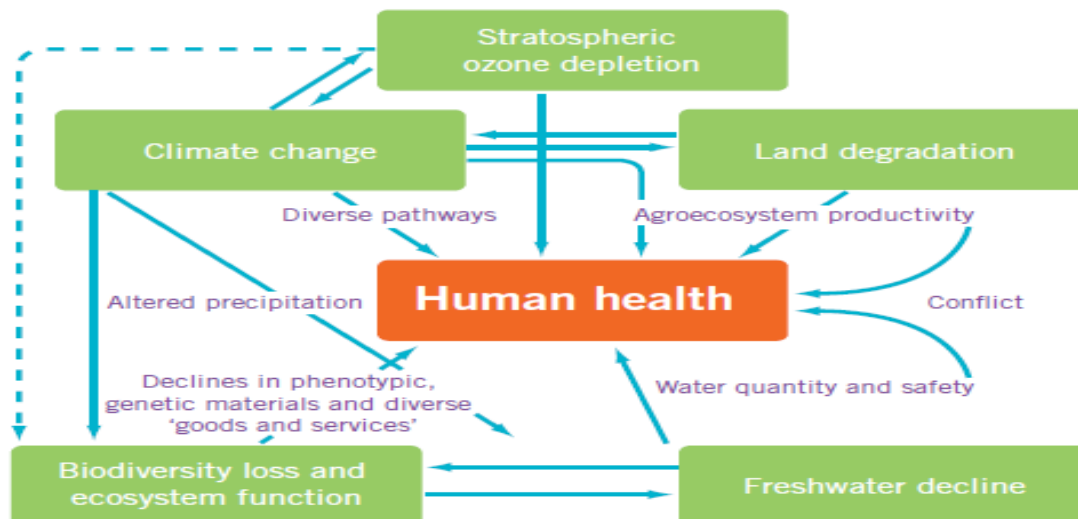 Stratospheric
ozone depletion
Climate change
Land degradation
Diverse pathways
Agroecosystem productivity
Human health
Altered precipitation
Conflict
Declines in phenotypic,
genetic materials and diverse
‘goods and services’
Water quantity and safety
Biodiversity loss and
ecosystem function
Freshwater decline